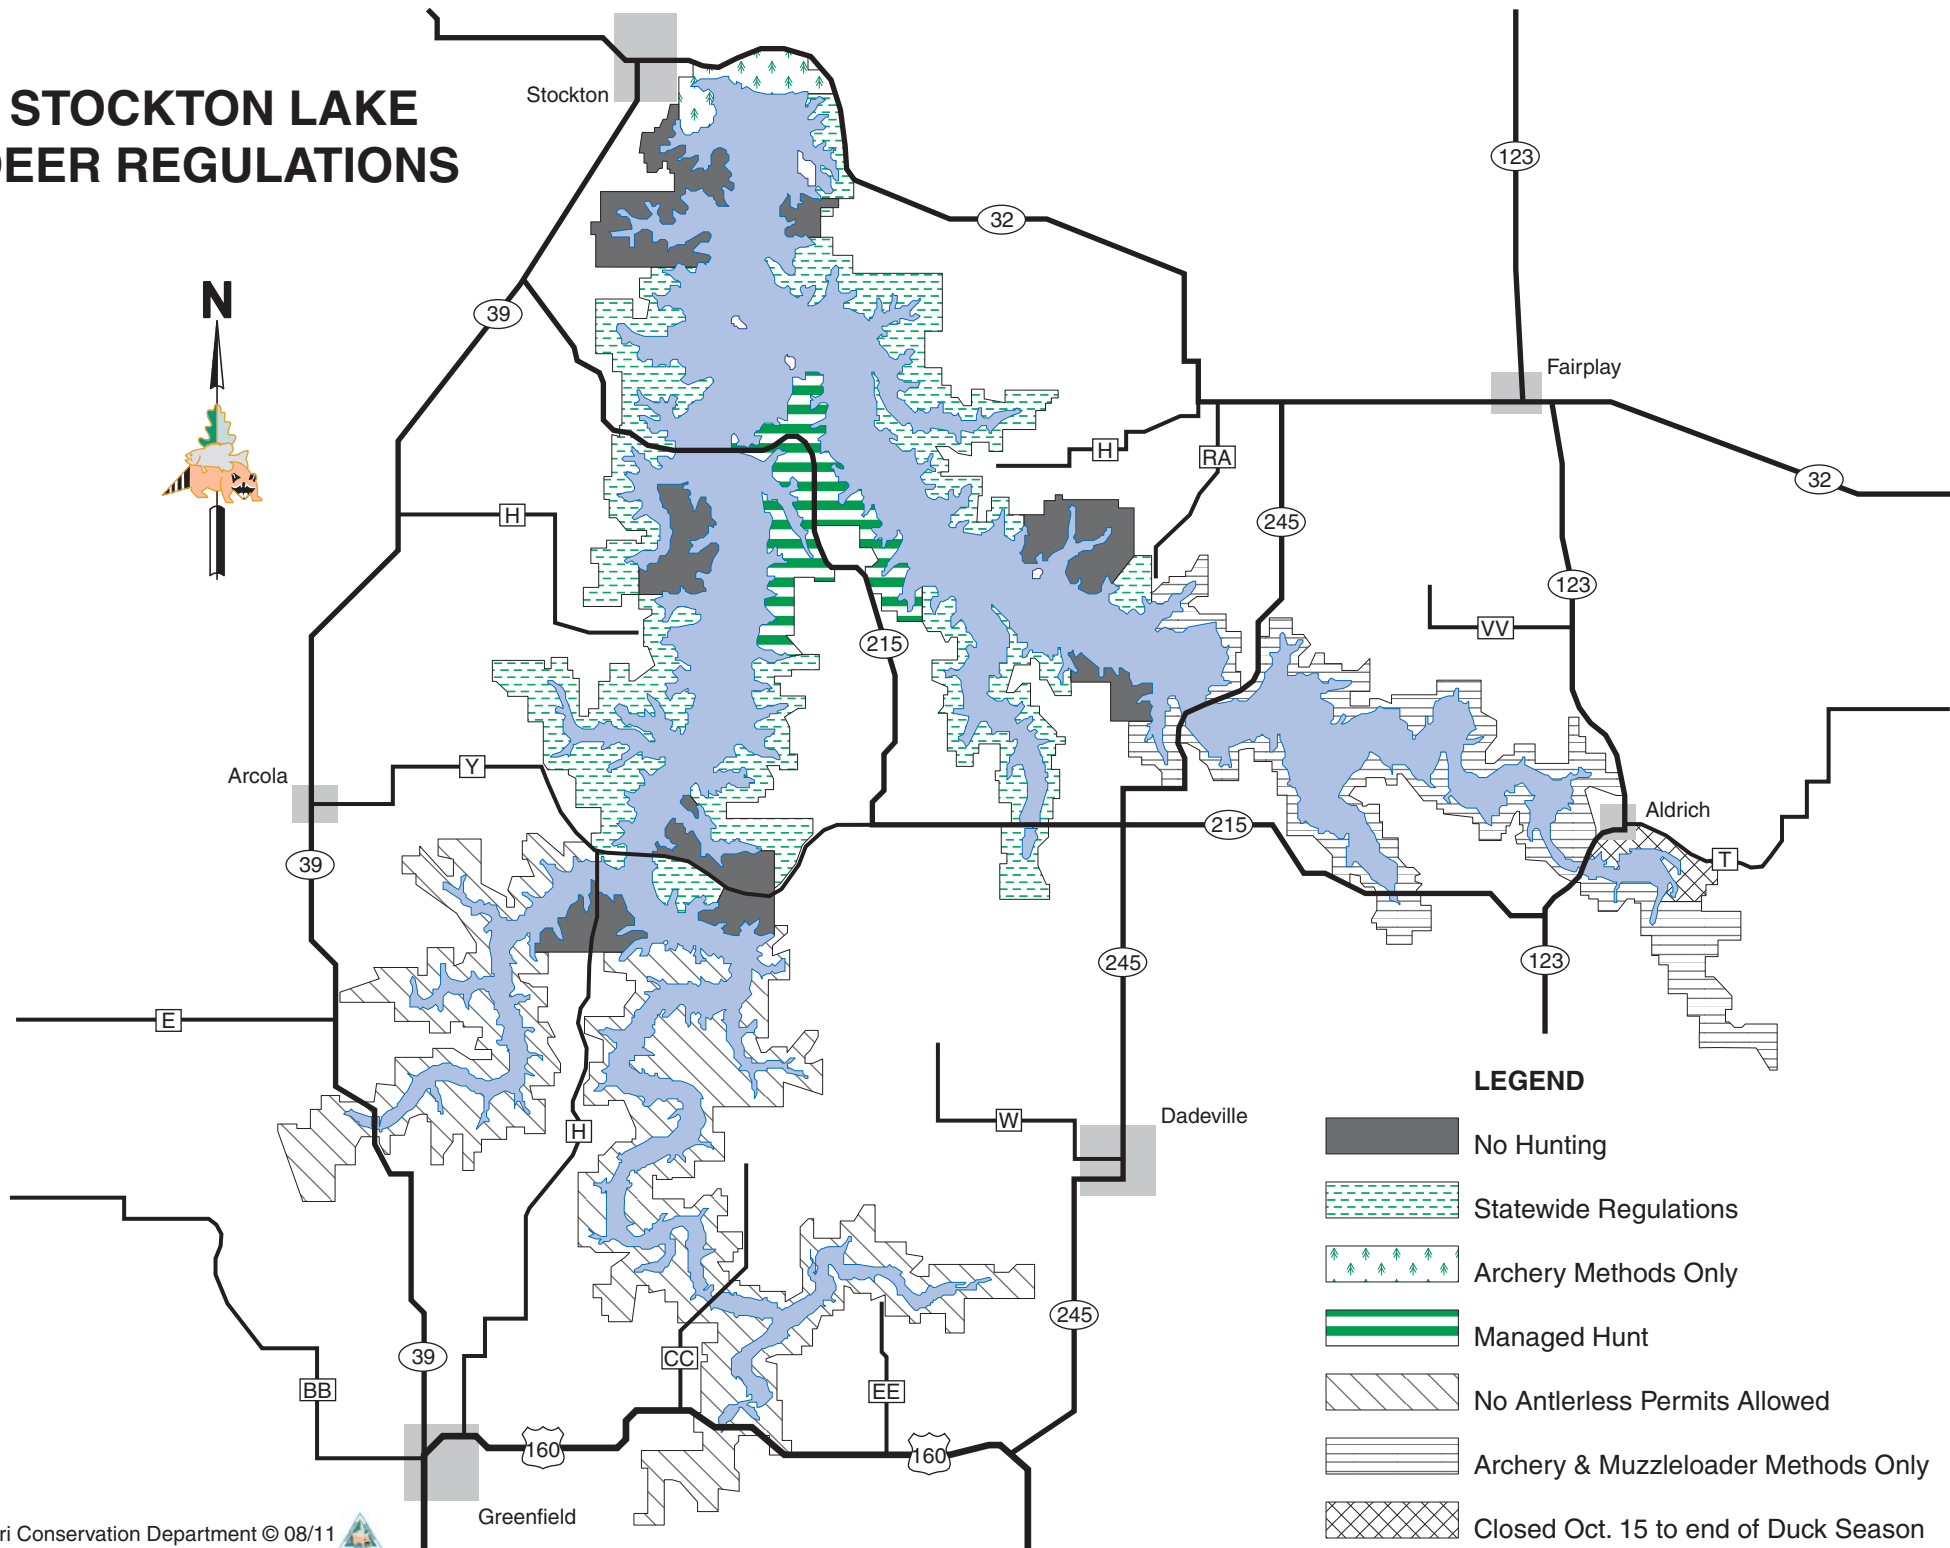 STOCKTON LAKE
DEER REGULATIONS
N
Stockton
123
32
39
Fairplay
H
RA
32
H
245
123
VV
215
Arcola
Y
Aldrich
215
T
39
245
123
E
H
W
Dadeville
LEGEND
No Hunting
Statewide Regulations
Archery Methods Only
Managed Hunt
No Antlerless Permits Allowed
Archery & Muzzleloader Methods Only
Closed Oct. 15 to end of Duck Season
245
39
CC
BB
EE
160
160
Greenfield
ri Conservation Department © 08/11